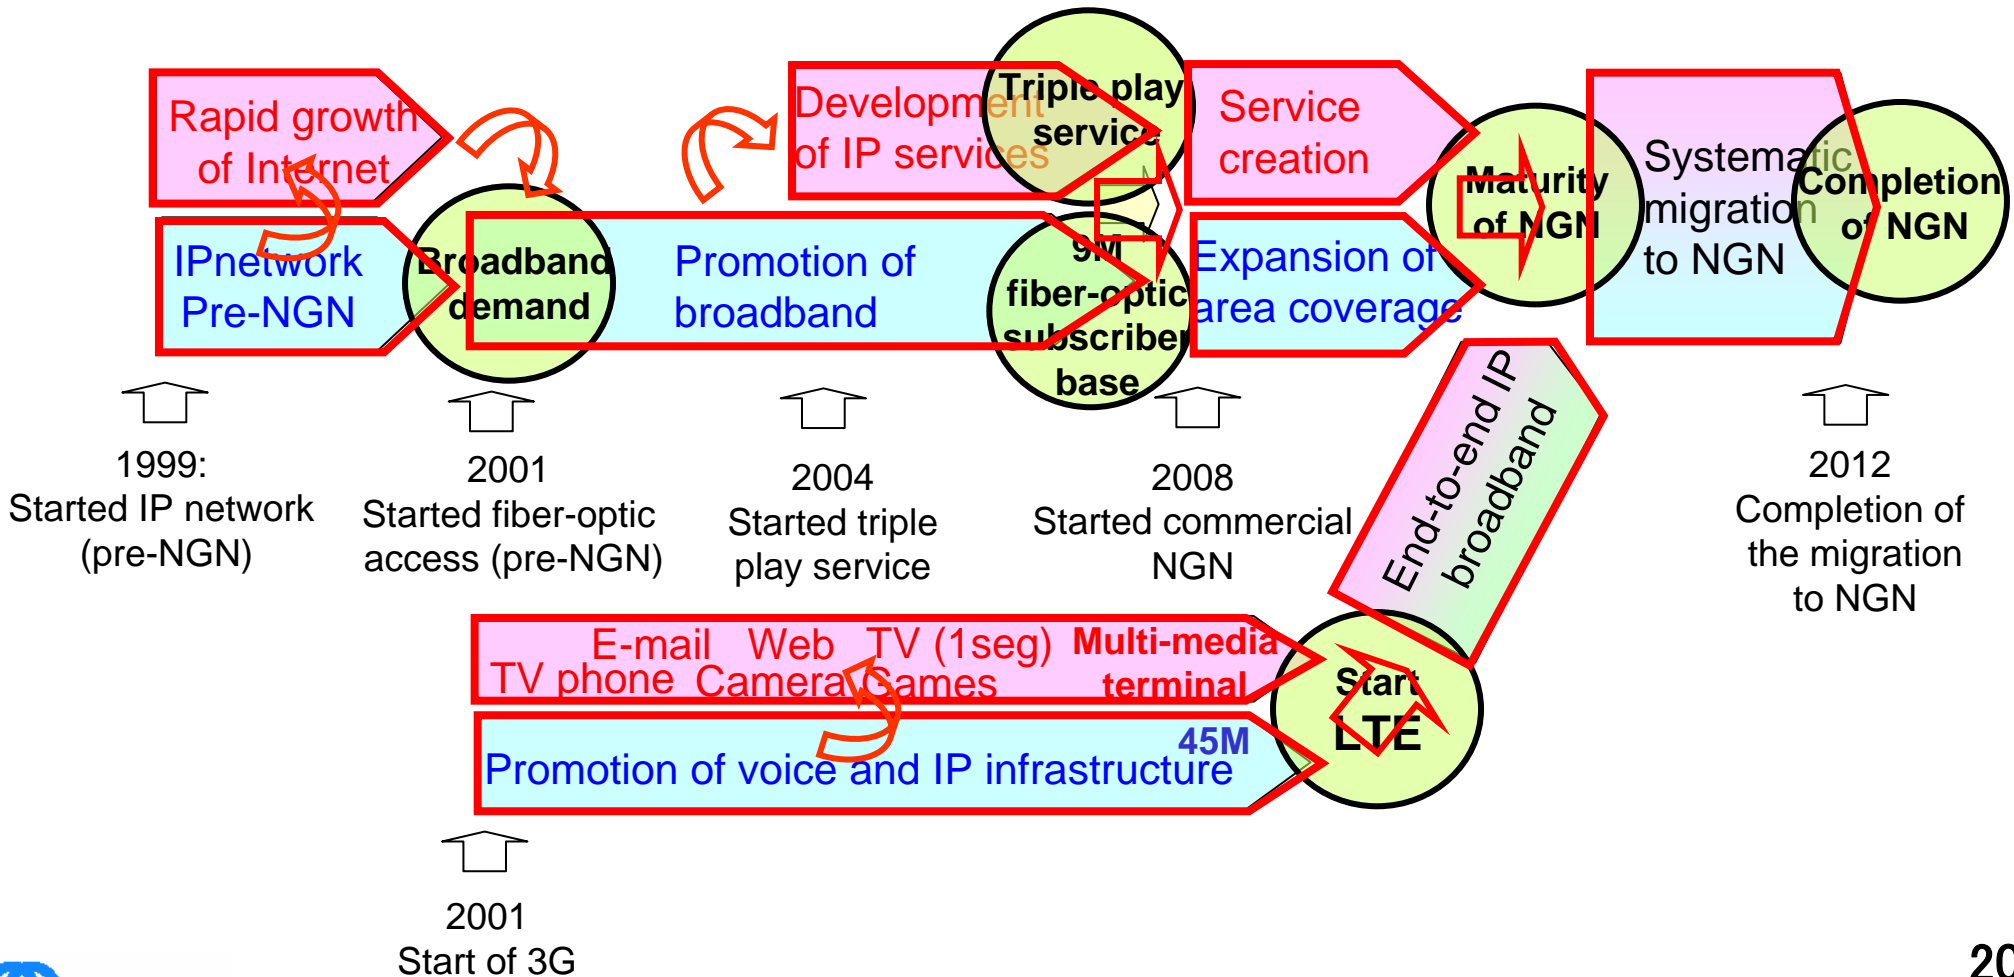 Rapid growth
of Internet
IPnetwork
Pre-NGN
Broadband
demand
Promotion of
broadband
Development
of IP services
Triple play
service
9M
fiber-optic
subscriber
base
Service
creation
Expansion of
area coverage
Maturity
of NGN
Systematic
migration
to NGN
Completion
of NGN
1999:
Started IP network
(pre-NGN)
2001
Started fiber-optic
access (pre-NGN)
2004
Started triple
play service
2008
Started commercial
NGN
2012
Completion of
the migration
to NGN
End-to-end IP
broadband
E-mail Web TV (1seg)
TV phone Camera Games
Multi-media
terminal
45M
Promotion of voice and IP infrastructure
Start
LTE
2001
Start of 3G
20